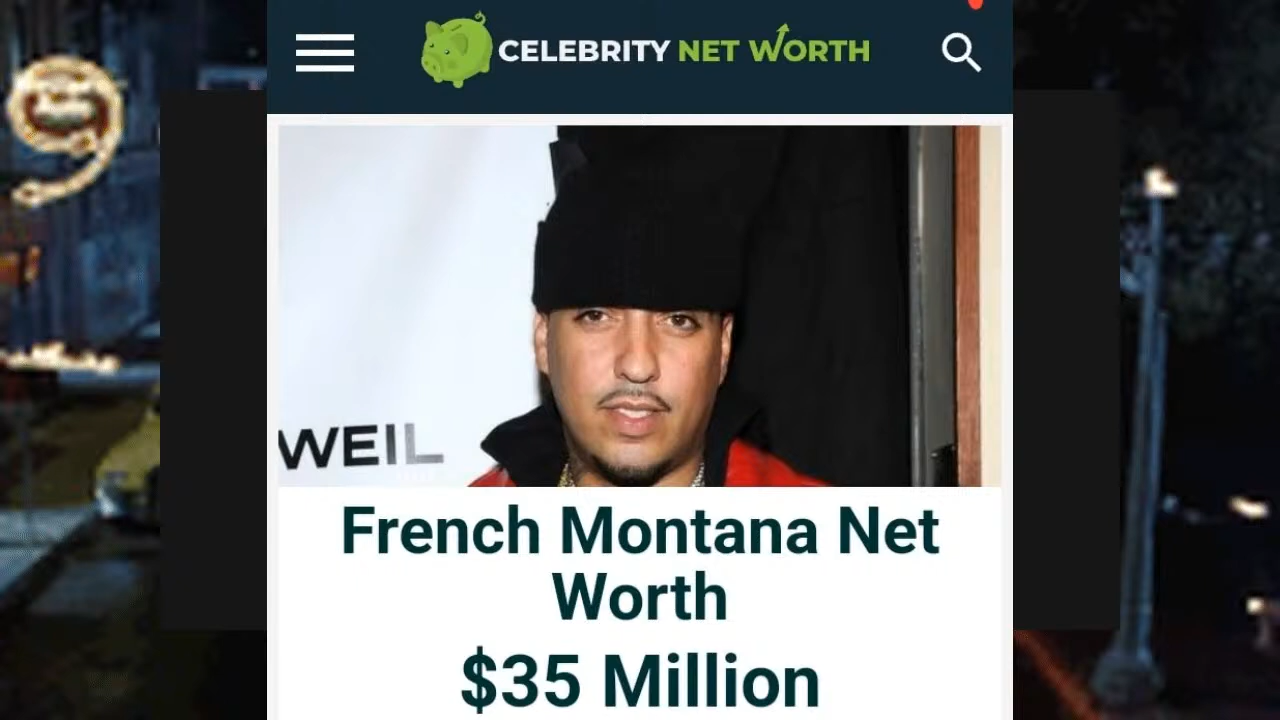 CELEBRITY NET WORTH
WEIL
French Montana Net
Worth
$35 Million